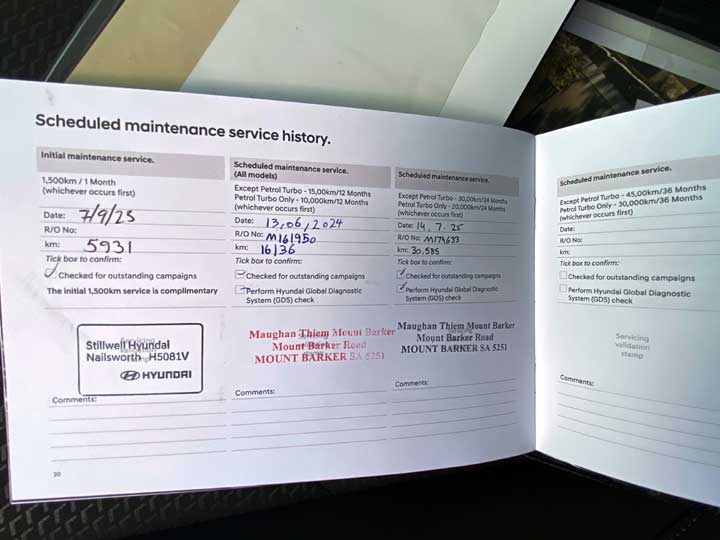 Scheduled maintenance service history.
Initial maintenance service.
1,500km / 1 Month
(whichever occurs first)
Date: 7/9/23
R/O No:
km: 5931
Tick box to confirm:
Checked for outstanding campaigns
The initial 1,500km service is complimentary
Stillwell Hyundai
Nailsworth H5081V
HYUNDAI
Comments:
20
Scheduled maintenance service.
(All models)
Except Petrol Turbo - 15,00km/12 Months
Petrol Turbo Only - 10,000km/12 Months
(whichever occurs first)
Date: 13,06,2024
R/O No: M161950
km: 16136
Tick box to confirm:
Checked for outstanding campaigns
Perform Hyundai Global Diagnostic
System (GDS) check
Maughan Thiem Mount Barker
Mount Barker Road
MOUNT BARKER SA 5251
Comments:
Scheduled maintenance service.
Except Petrol Turbo - 30,00km/24 Months
Petrol Turbo Only - 20,000km/24 Months
(whichever occurs first)
Date: 14.7.25
R/O No: M174633
km: 30,585
Tick box to confirm:
Checked for outstanding campaigns
Perform Hyundai Global Diagnostic
System (GDS) check
Maughan Thiem Mount Barker
Mount Barker Road
MOUNT BARKER SA 5251
Comments:
Scheduled maintenance service.
Except Petrol Turbo - 45,00km/36 Months
Petrol Turbo Only - 30,000km/36 Months
(whichever occurs first)
Date:
R/O No:
km:
Tick box to confirm:
Checked for outstanding campaigns
Perform Hyundai Global Diagnostic
System (GDS) check
Servicing
validation
stamp
Comments: